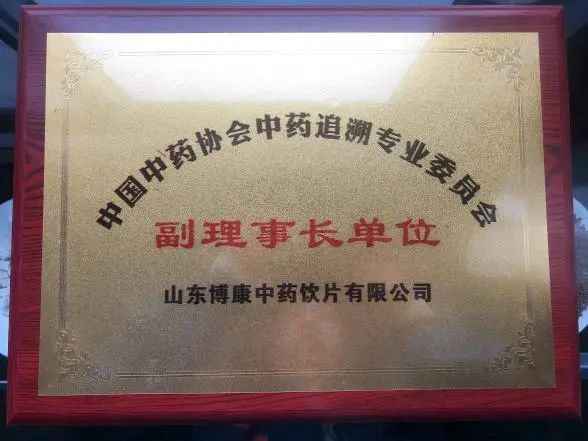 中国中药协会中药追溯专业委员会
副理事长单位
山东博康中药饮片有限公司